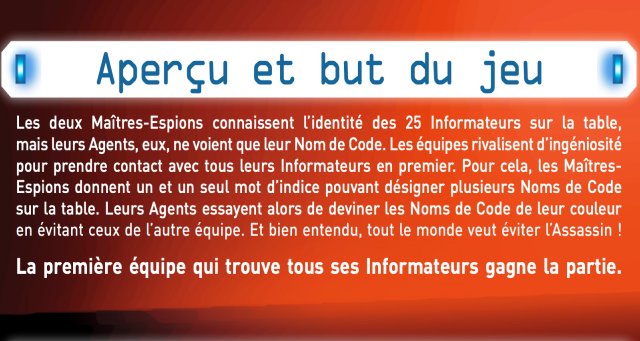 Aperçu et but du jeu
Les deux Maîtres-Espions connaissent l'identité des 25 Informateurs sur la table,
mais leurs Agents, eux, ne voient que leur Nom de Code. Les équipes rivalisent d'ingéniosité
pour prendre contact avec tous leurs Informateurs en premier. Pour cela, les Maîtres-
Espions donnent un et un seul mot d'indice pouvant désigner plusieurs Noms de Code
sur la table. Leurs Agents essayent alors de deviner les Noms de Code de leur couleur
en évitant ceux de l'autre équipe. Et bien entendu, tout le monde veut éviter l'Assassin !
La première équipe qui trouve tous ses Informateurs gagne la partie.